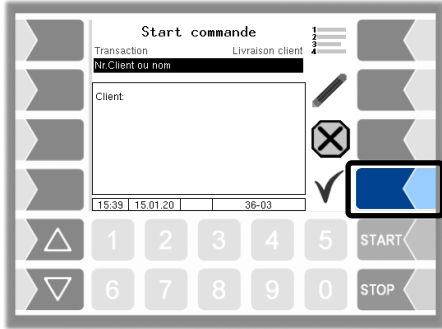 Start commande
Transaction Livraison client
Nr.Client ou nom
Client:
1
2
3
4
15:39 15.01.20 36-03
1 2 3 4 5 START
6 7 8 9 0 STOP